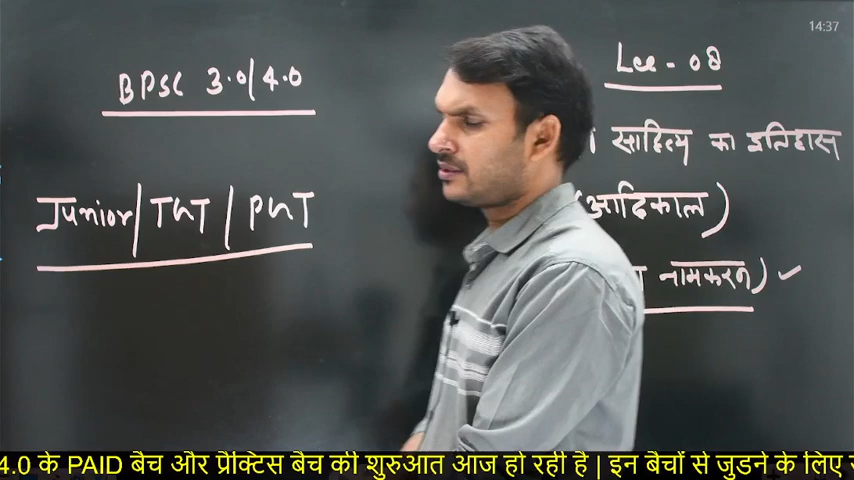 14:37
BPSC 3.0/4.0
Lec - 08
साहित्य का इतिहास
Junior/TGT/PGT
(आदिकाल)
नामकरण) ✓
4.0 के PAID बैच और प्रैक्टिस बैच की शुरुआत आज हो रही है | इन बैचों से जुडने के लिए